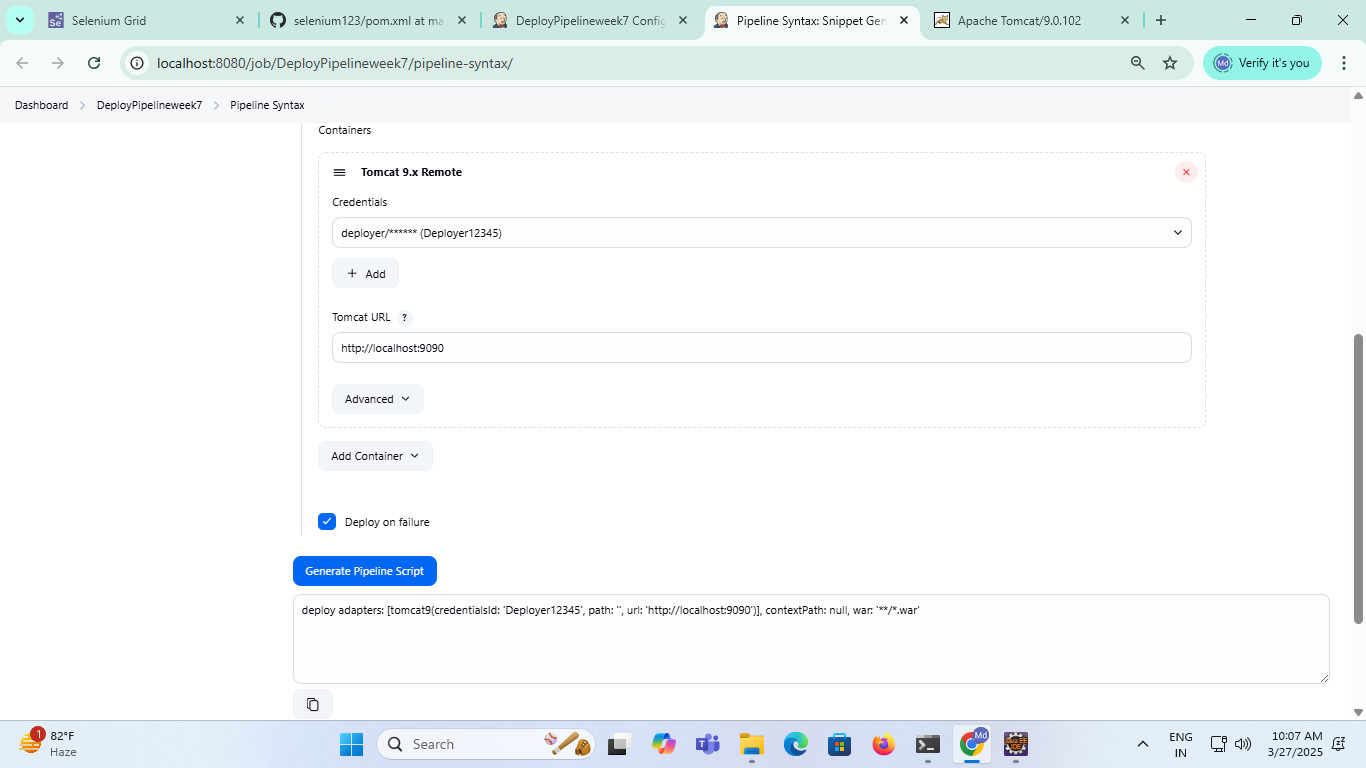 Selenium Grid
selenium123/pom.xml at ma
DeployPipelineweek7 Config
Pipeline Syntax: Snippet Gen
Apache Tomcat/9.0.102
localhost:8080/job/DeployPipelineweek7/pipeline-syntax/
Md Verify it's you
Dashboard > DeployPipelineweek7 > Pipeline Syntax
Containers
Tomcat 9.x Remote
Credentials
deployer/****** (Deployer12345)
+ Add
Tomcat URL ?
http://localhost:9090
Advanced
Add Container
Deploy on failure
Generate Pipeline Script
deploy adapters: [tomcat9(credentialsId: 'Deployer12345', path: '', url: 'http://localhost:9090')], contextPath: null, war: '**/*.war'
1
82°F
Haze
Search
Md
ENG
IN
10:07 AM
3/27/2025